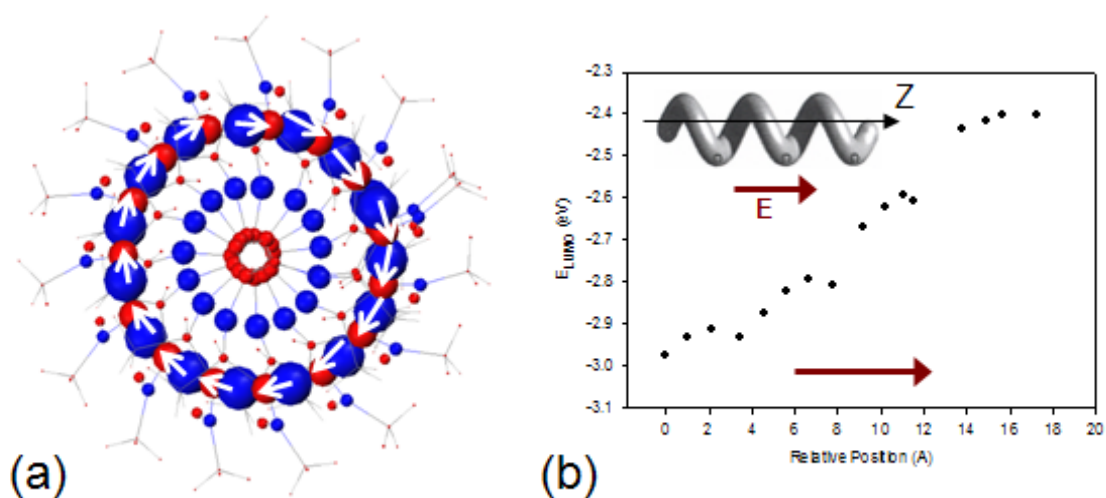 (a)
(b)
Z
E
E_LUMO (eV)
−2.3
−2.4
−2.5
−2.6
−2.7
−2.8
−2.9
−3.0
−3.1
0 2 4 6 8 10 12 14 16 18 20
Relative Position (A)